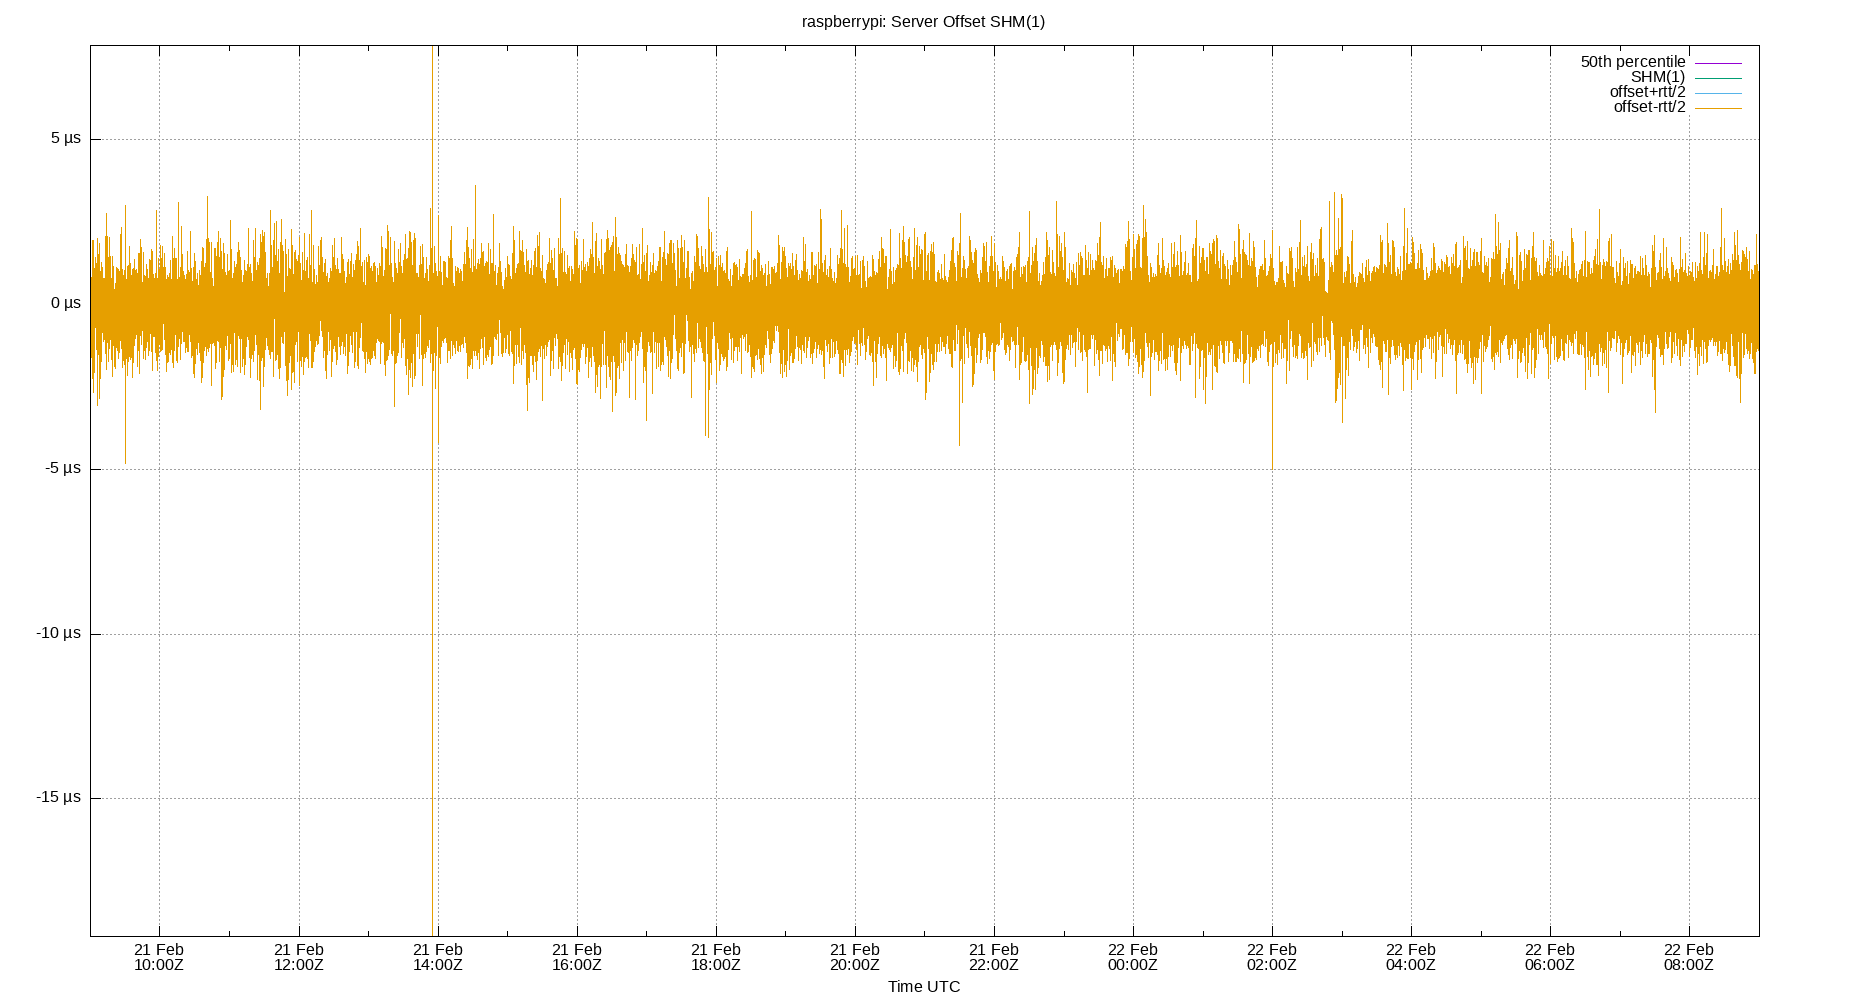 raspberrypi: Server Offset SHM(1)
50th percentile
SHM(1)
offset+rtt/2
offset-rtt/2
5 µs
0 µs
-5 µs
-10 µs
-15 µs
21 Feb 21 Feb 21 Feb 21 Feb 21 Feb 21 Feb 21 Feb 22 Feb 22 Feb 22 Feb 22 Feb 22 Feb
10:00Z 12:00Z 14:00Z 16:00Z 18:00Z 20:00Z 22:00Z 00:00Z 02:00Z 04:00Z 06:00Z 08:00Z
Time UTC